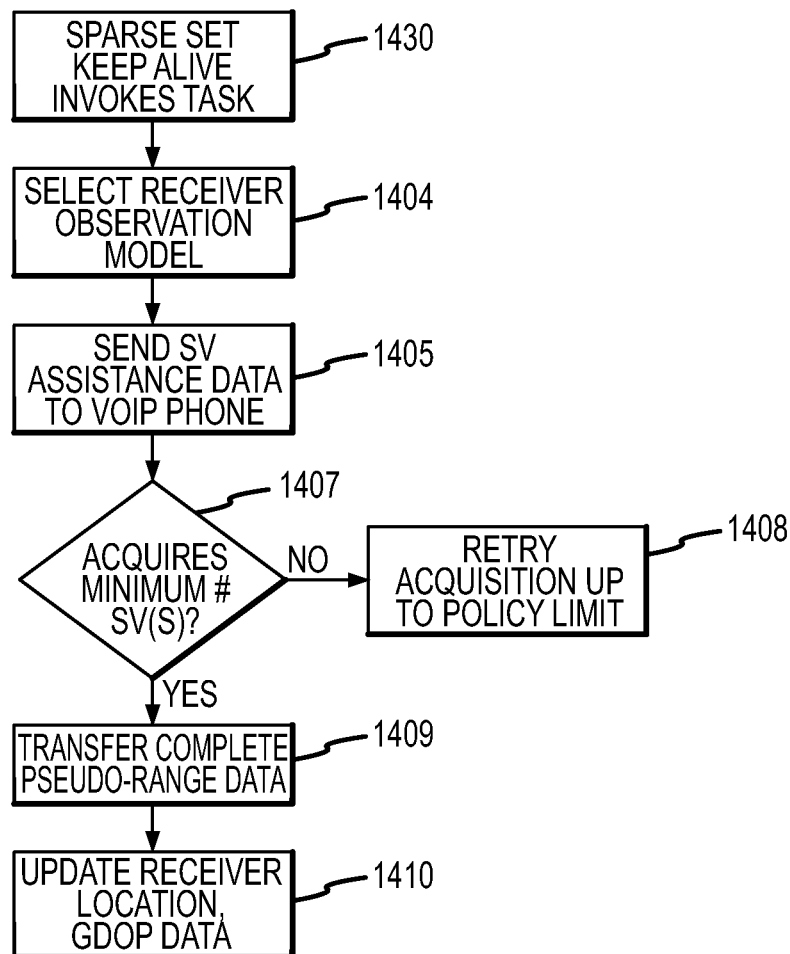 SPARSE SET
KEEP ALIVE
INVOKES TASK
1430
SELECT RECEIVER
OBSERVATION
MODEL
1404
SEND SV
ASSISTANCE DATA
TO VOIP PHONE
1405
ACQUIRES
MINIMUM #
SV(S)?
1407
NO
RETRY
ACQUISITION UP
TO POLICY LIMIT
1408
YES
TRANSFER COMPLETE
PSEUDO-RANGE DATA
1409
UPDATE RECEIVER
LOCATION,
GDOP DATA
1410